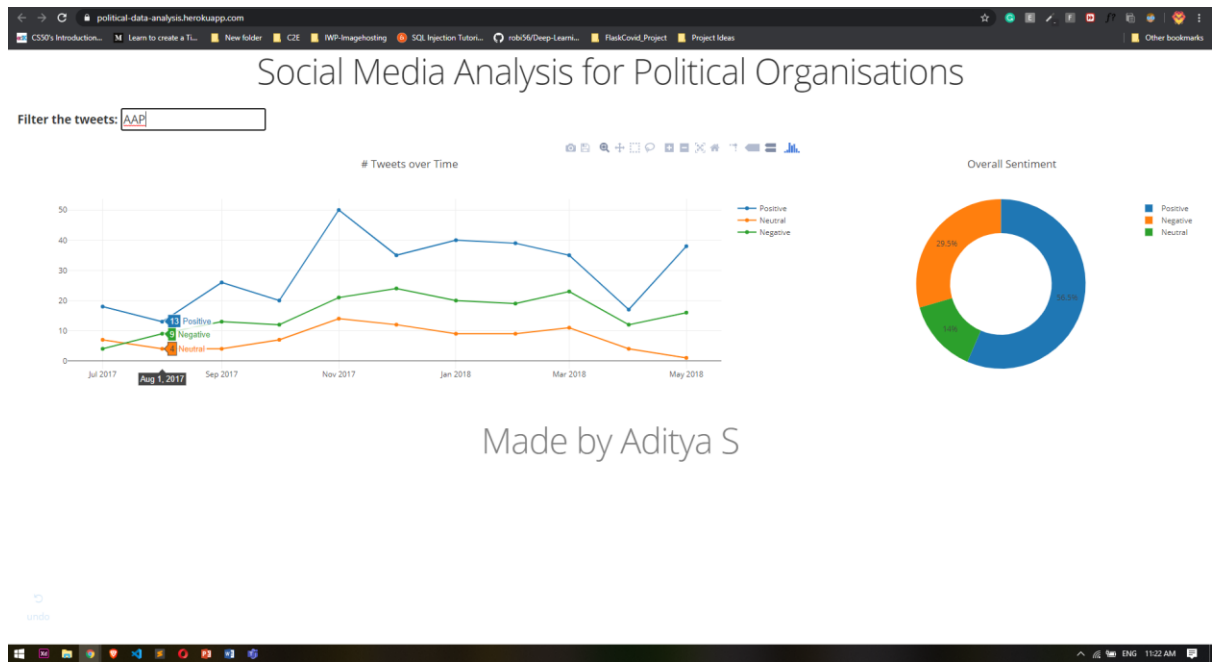 political-data-analysis.herokuapp.com
CS50's Introduction... Learn to create a Ti... New folder C2E IWP-Imagehosting SQL Injection Tutori... robi56/Deep-Learni... FlaskCovid_Project Project Ideas Other bookmarks
Social Media Analysis for Political Organisations
Filter the tweets: AAP
# Tweets over Time
Overall Sentiment
50
40
30
20
10
0
13 Positive
9 Negative
4 Neutral
Jul 2017 Aug 1, 2017 Sep 2017 Nov 2017 Jan 2018 Mar 2018 May 2018
Positive
Neutral
Negative
29.5%
56.5%
14%
Positive
Negative
Neutral
Made by Aditya S
undo
ENG 11:22 AM